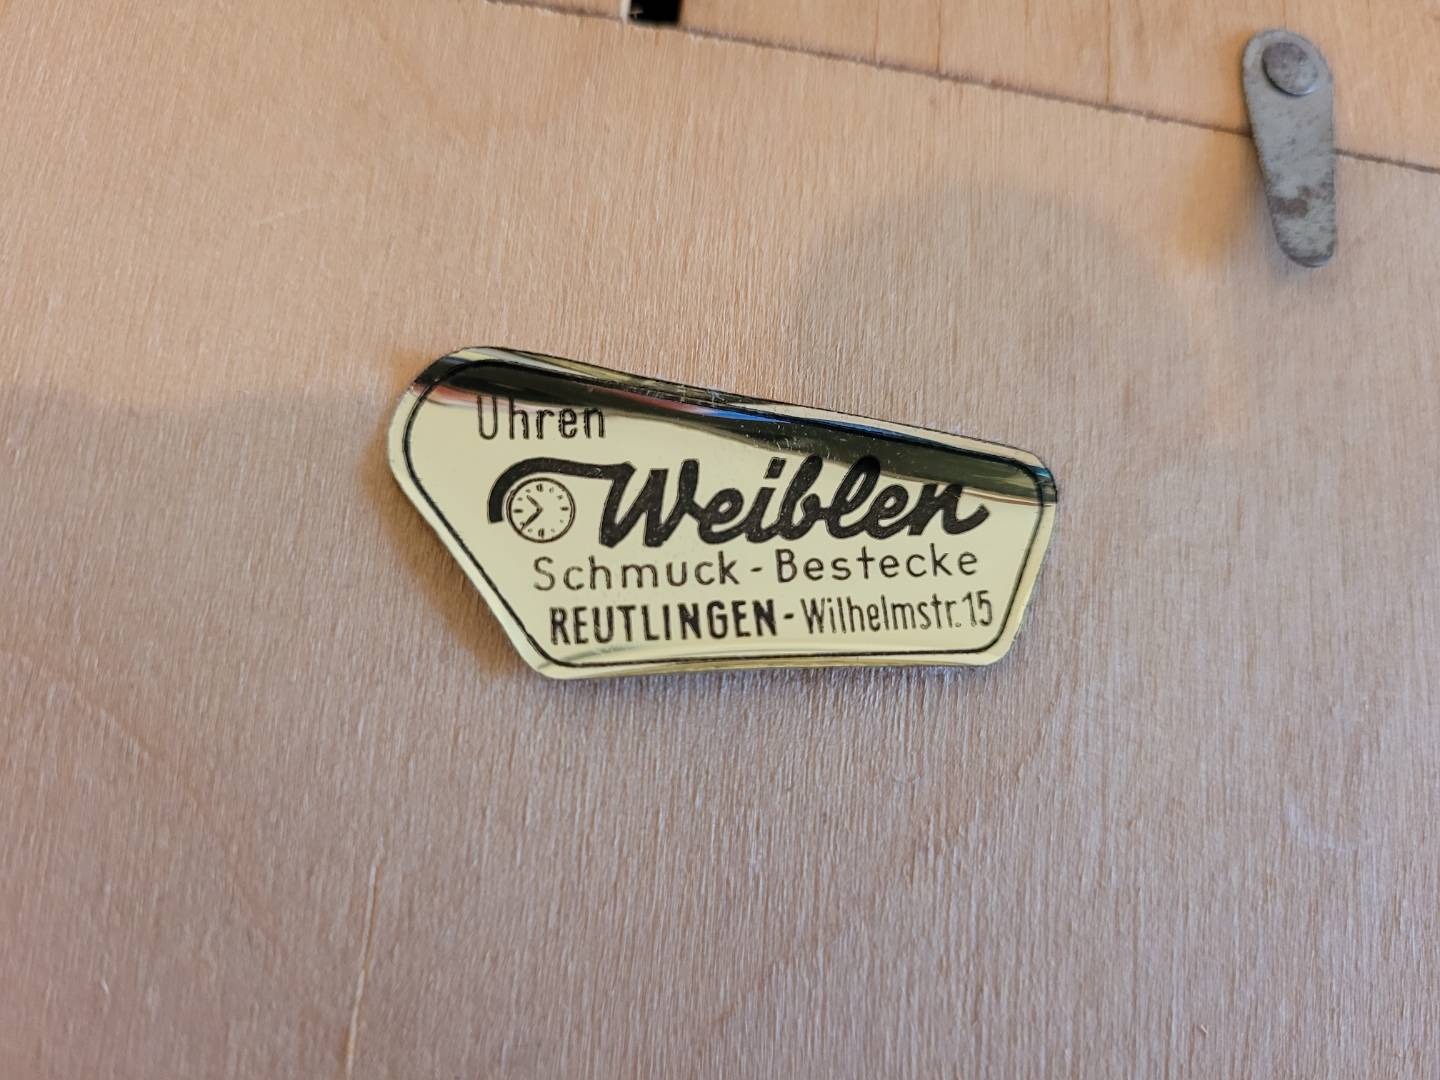 Uhren
Weiblen
Schmuck - Bestecke
REUTLINGEN - Wilhelmstr. 15